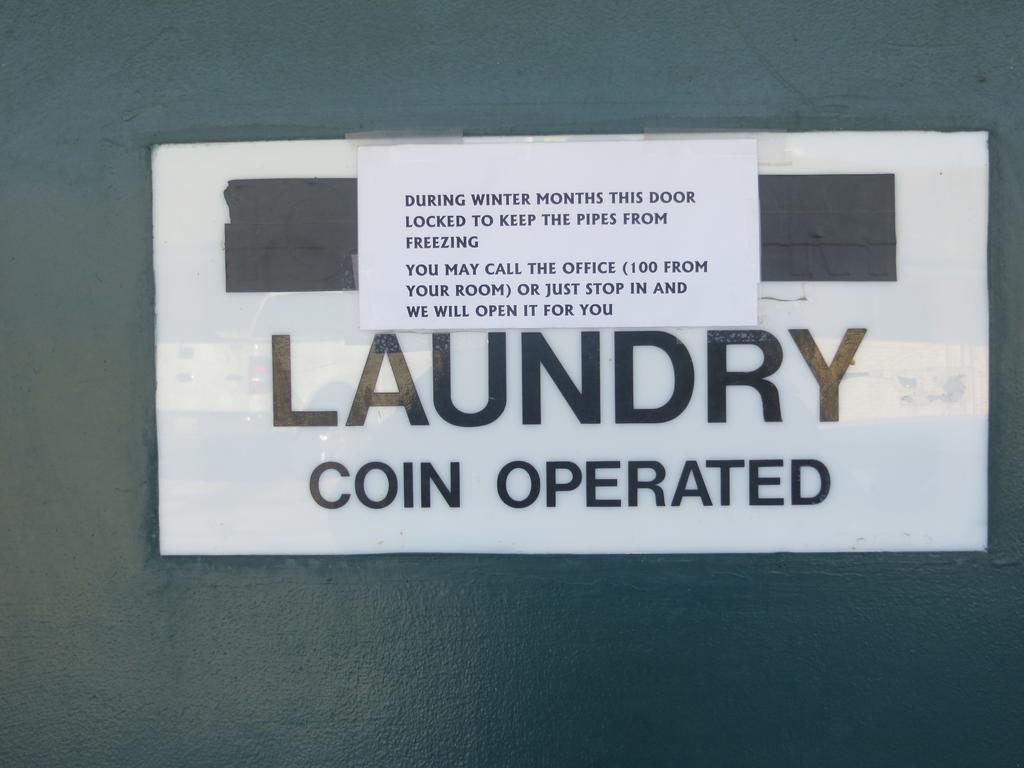 DURING WINTER MONTHS THIS DOOR
LOCKED TO KEEP THE PIPES FROM
FREEZING
YOU MAY CALL THE OFFICE (100 FROM
YOUR ROOM) OR JUST STOP IN AND
WE WILL OPEN IT FOR YOU
LAUNDRY
COIN OPERATED